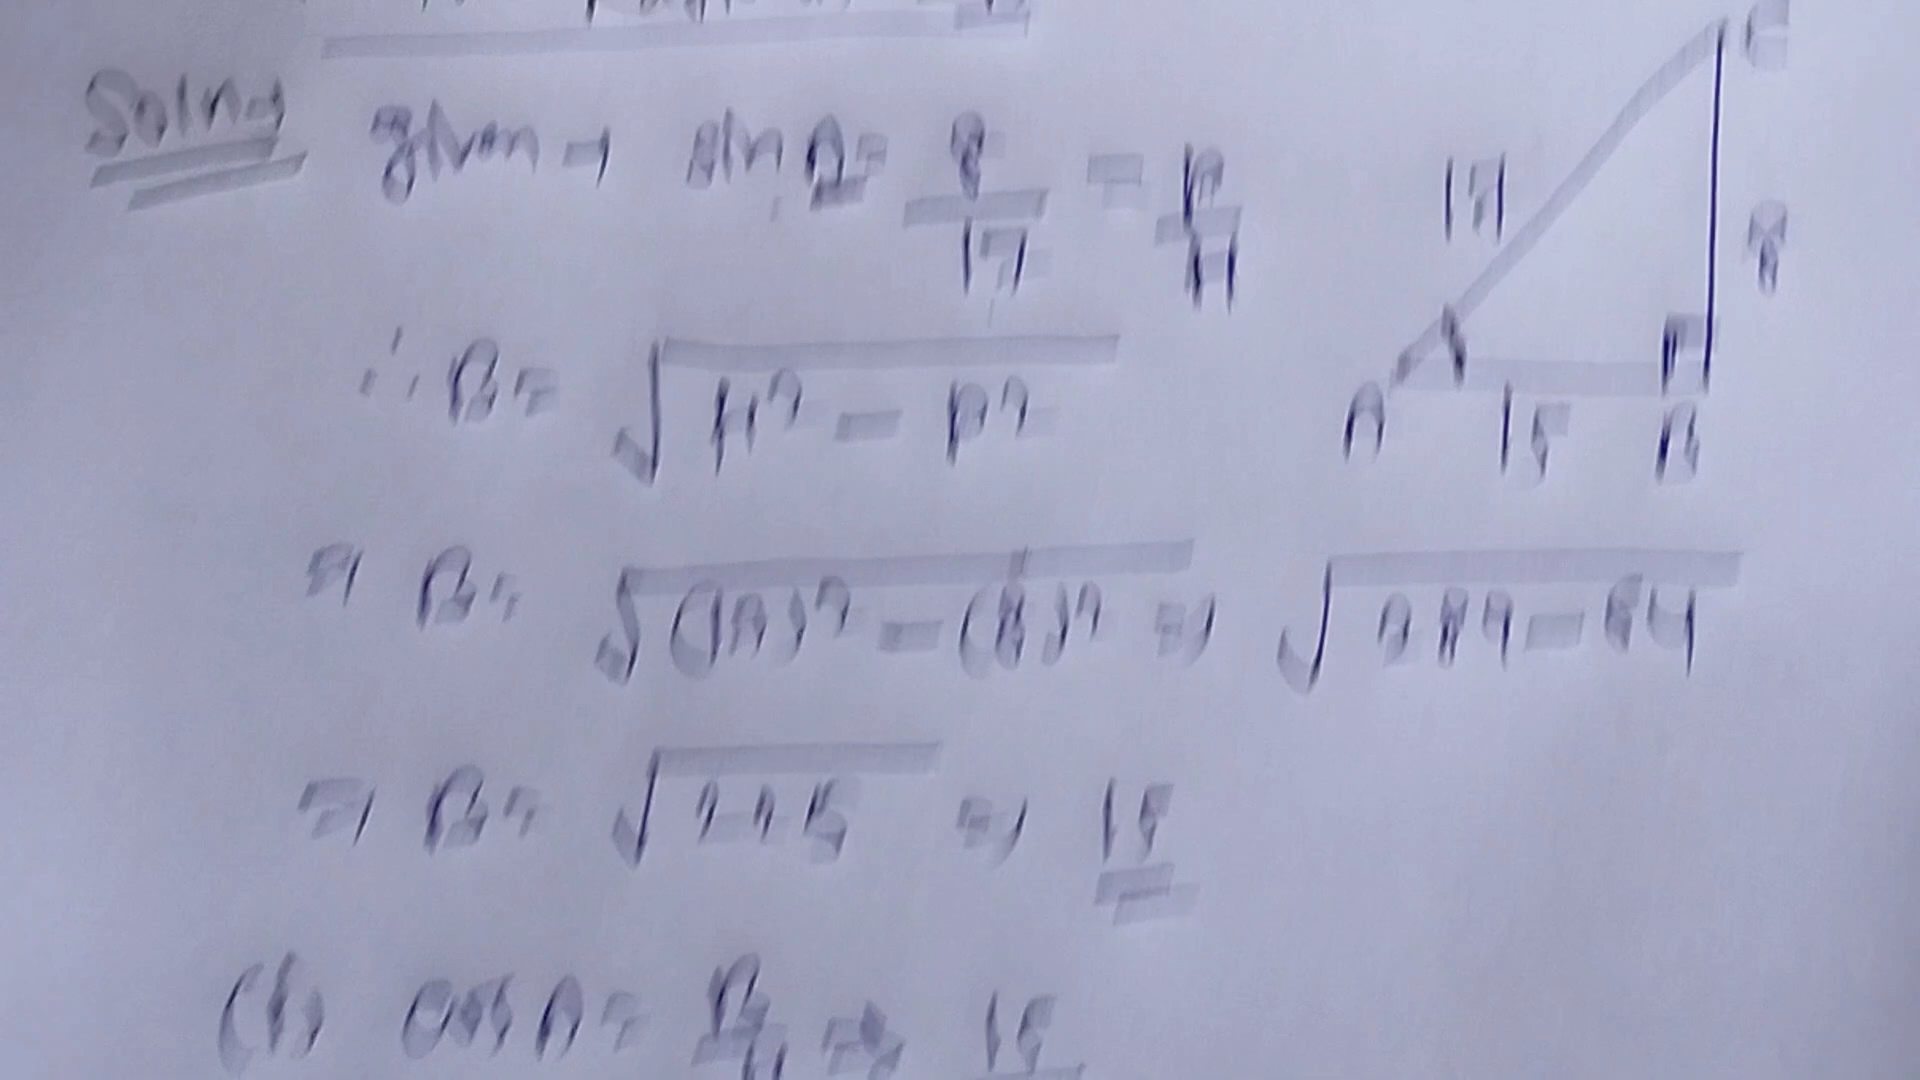 Soln→ given → sin A = 8/17 = P/H
∴ B = √(H² − P²)
⇒ B = √((17)² − (8)²) ⇒ √(289 − 64)
⇒ B = √225 ⇒ 15
(i) cos A = B/H ⇒ 15
C
17
8
A 15 B